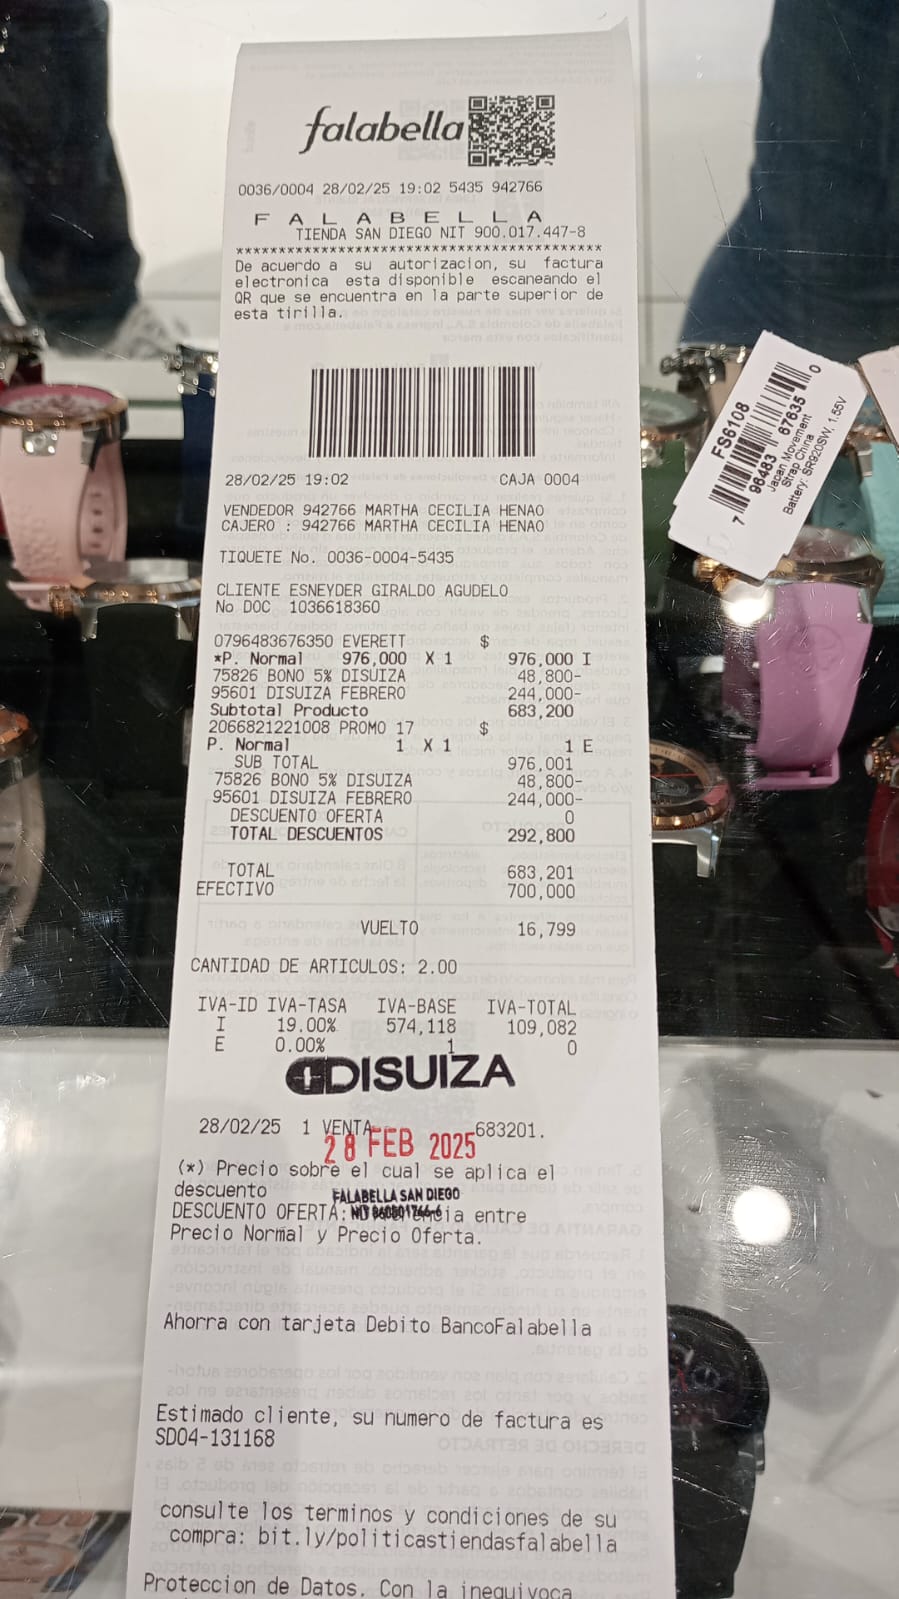 falabella
0036/0004 28/02/25 19:02 5435 942766
F A L A B E L L A
TIENDA SAN DIEGO NIT 900.017.447-8
******************************************
De acuerdo a su autorizacion, su factura
electronica esta disponible escaneando el
QR que se encuentra en la parte superior de
esta tirilla.
28/02/25 19:02 CAJA 0004
VENDEDOR 942766 MARTHA CECILIA HENAO
CAJERO : 942766 MARTHA CECILIA HENAO
TIQUETE No. 0036-0004-5435
CLIENTE ESNEYDER GIRALDO AGUDELO
No DOC 1036618360
0796483676350 EVERETT $
*P. Normal 976,000 X 1 976,000 I
75826 BONO 5% DISUIZA 48,800-
95601 DISUIZA FEBRERO 244,000-
Subtotal Producto 683,200
2066821221008 PROMO 17 $
P. Normal 1 X 1 1 E
SUB TOTAL 976,001
75826 BONO 5% DISUIZA 48,800-
95601 DISUIZA FEBRERO 244,000-
DESCUENTO OFERTA 0
TOTAL DESCUENTOS 292,800
TOTAL 683,201
EFECTIVO 700,000
VUELTO 16,799
CANTIDAD DE ARTICULOS: 2.00
IVA-ID IVA-TASA IVA-BASE IVA-TOTAL
I 19.00% 574,118 109,082
E 0.00% 1 0
DISUIZA
28/02/25 1 VENTA 683201.
28 FEB 2025
(*) Precio sobre el cual se aplica el
descuento
FALABELLA SAN DIEGO
DESCUENTO OFERTA: entre
Precio Normal y Precio Oferta.
Ahorra con tarjeta Debito BancoFalabella
Estimado cliente, su numero de factura es
SD04-131168
consulte los terminos y condiciones de su
compra: bit.ly/politicastiendasfalabella
Proteccion de Datos. Con la inequivoca
FS6108
7 96483 67635 0
Japan Movement
Strap China
Battery: SR920SW, 1.55V